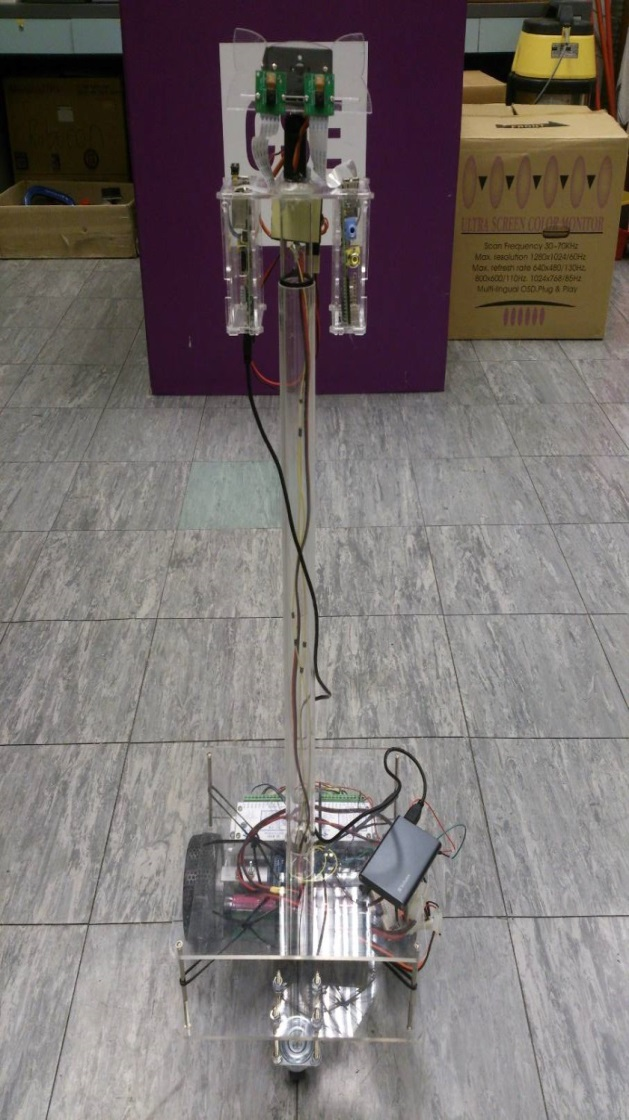 FRONT
ULTRA SCREEN COLOR MONITOR
Scan Frequency 30~70KHz
Max. resolution 1280x1024/60Hz
Max. refresh rate 640x480/130Hz,
800x600/110Hz, 1024x768/85Hz
Multi-lingual OSD, Plug & Play